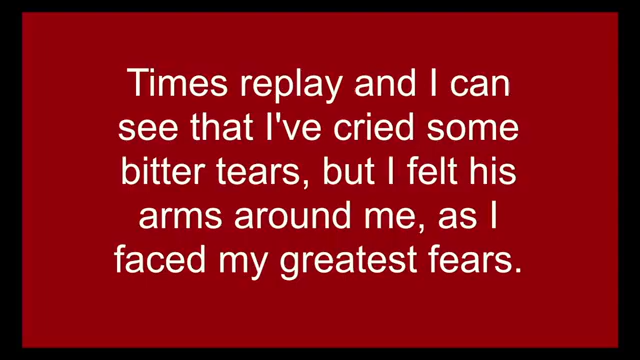 Times replay and I can
see that I've cried some
bitter tears, but I felt his
arms around me, as I
faced my greatest fears.